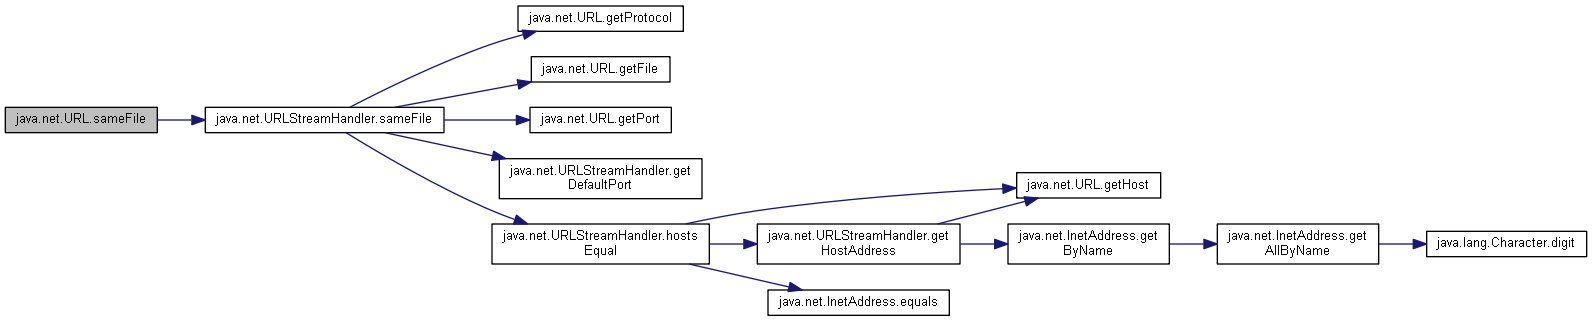 java.net.URL.sameFile
java.net.URLStreamHandler.sameFile
java.net.URL.getProtocol
java.net.URL.getFile
java.net.URL.getPort
java.net.URLStreamHandler.get
DefaultPort
java.net.URLStreamHandler.hosts
Equal
java.net.URL.getHost
java.net.URLStreamHandler.get
HostAddress
java.net.InetAddress.get
ByName
java.net.InetAddress.get
AllByName
java.lang.Character.digit
java.net.InetAddress.equals